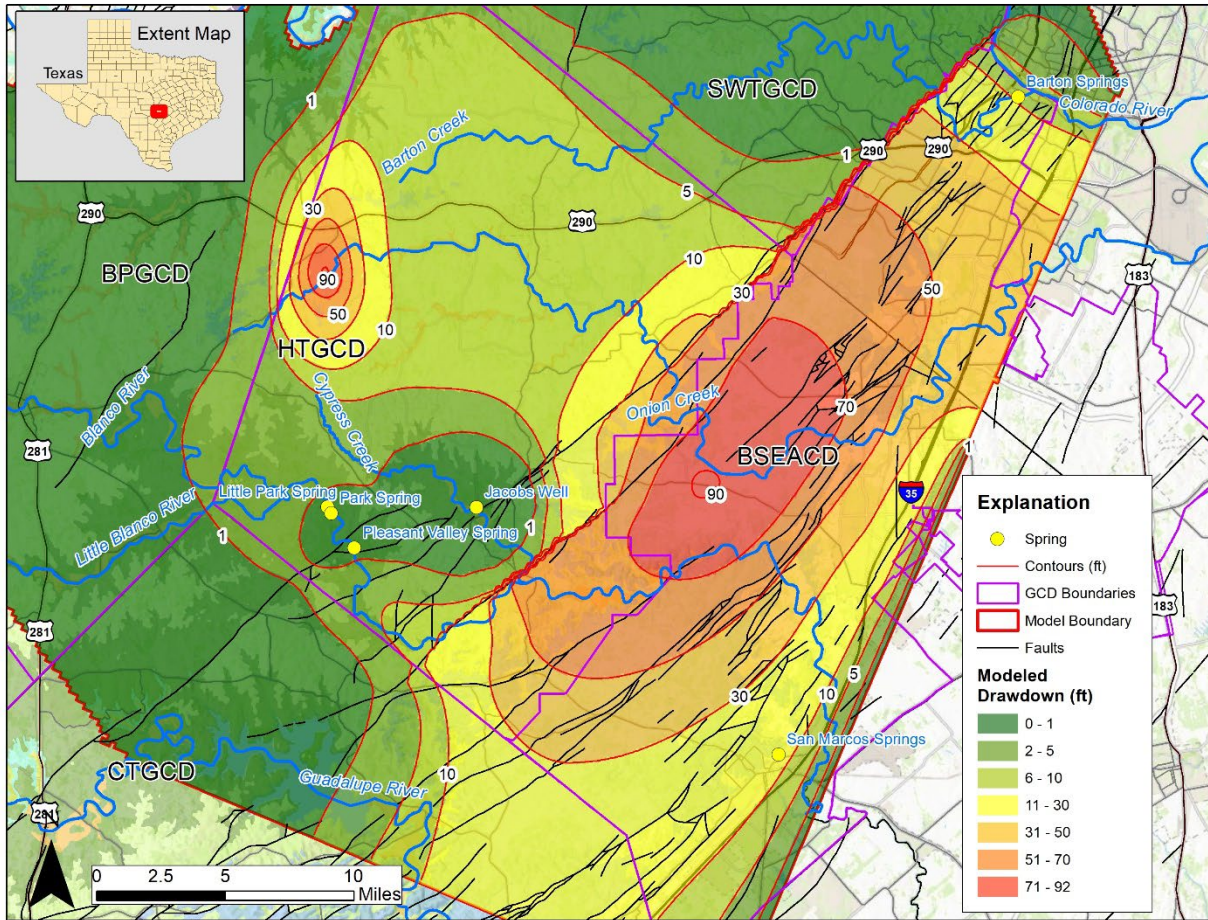 Extent Map
Texas
1
SWTGCD
Barton Springs
Colorado River
Barton Creek
290
290
1
5
30
290
290
BPGCD
90
10
30
50
183
50
10
HTGCD
Cypress Creek
Blanco River
Onion Creek
70
281
BSEACD
1
90
35
Little Park Spring
Park Spring
Jacobs Well
Pleasant Valley Spring
Little Blanco River
1
1
183
281
30
10
5
1
San Marcos Springs
10
CTGCD
Guadalupe River
281
0 2.5 5 10
Miles
Explanation
Spring
Contours (ft)
GCD Boundaries
Model Boundary
Faults
Modeled
Drawdown (ft)
0 - 1
2 - 5
6 - 10
11 - 30
31 - 50
51 - 70
71 - 92